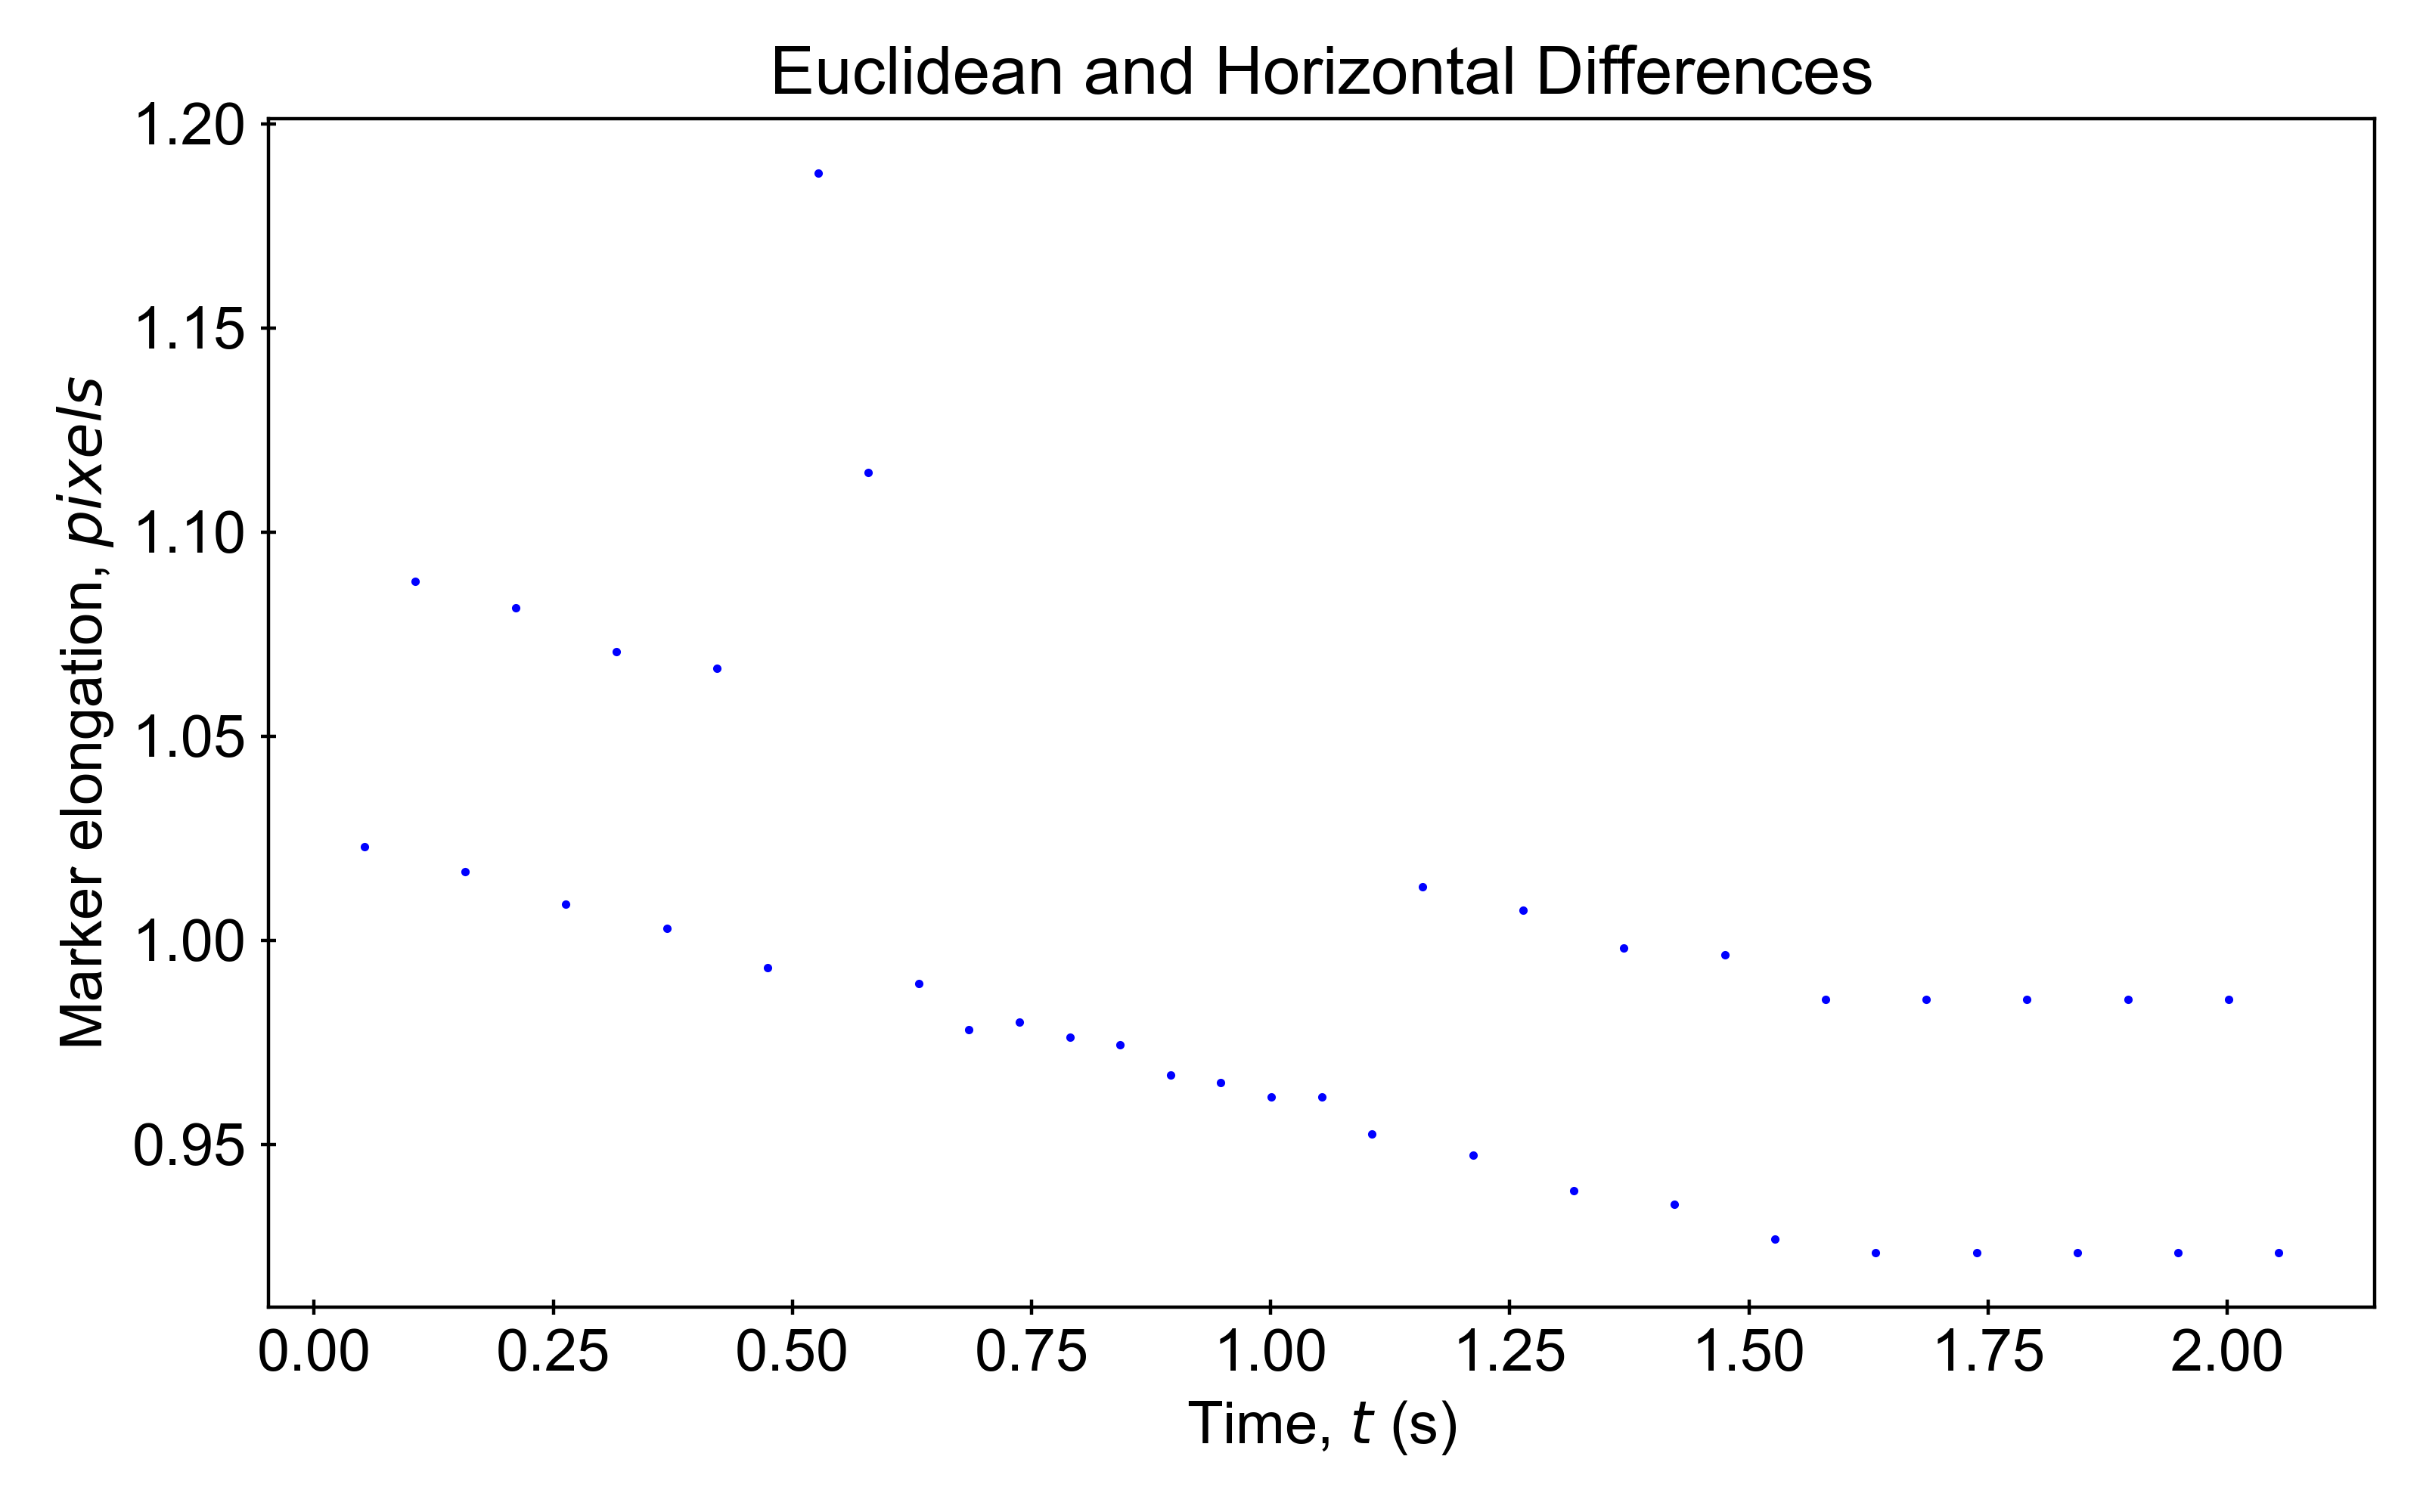 Euclidean and Horizontal Differences
1.20
1.15
1.10
1.05
1.00
0.95
Marker elongation, pixels
0.00 0.25 0.50 0.75 1.00 1.25 1.50 1.75 2.00
Time, t (s)